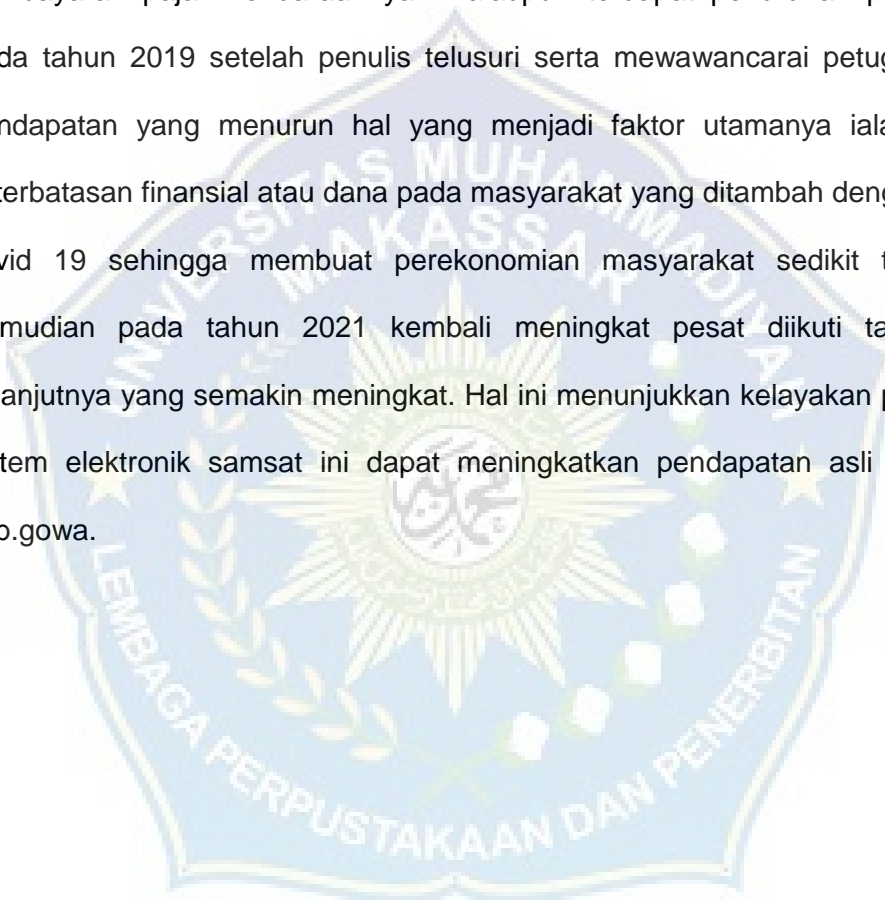 da tahun 2019 setelah penulis telusuri serta mewawancarai petug
ndapatan yang menurun hal yang menjadi faktor utamanya iala
terbatasan finansial atau dana pada masyarakat yang ditambah deng
vid 19 sehingga membuat perekonomian masyarakat sedikit t
mudian pada tahun 2021 kembali meningkat pesat diikuti ta
anjutnya yang semakin meningkat. Hal ini menunjukkan kelayakan p
tem elektronik samsat ini dapat meningkatkan pendapatan asli
o.gowa.
UNIVERSITAS MUHAMMADIYAH
MAKASSAR
LEMBAGA PERPUSTAKAAN DAN PENERBITAN